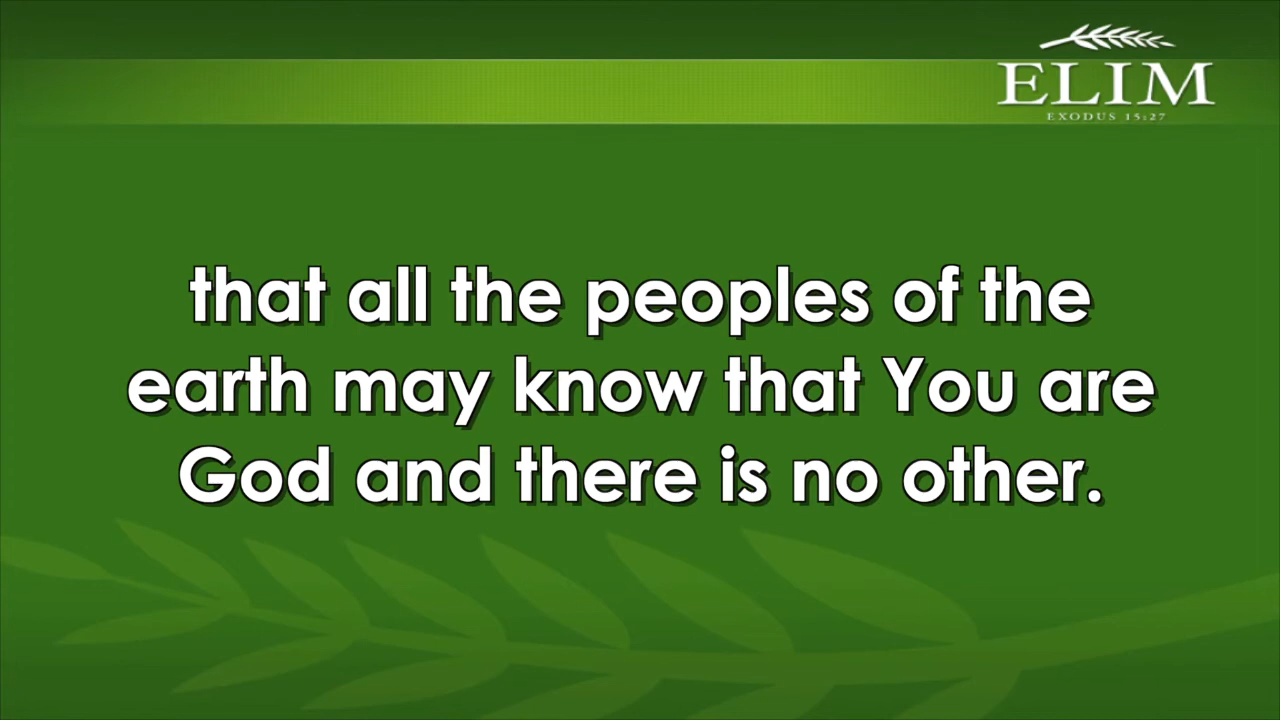 ELIM
EXODUS 15:27
that all the peoples of the
earth may know that You are
God and there is no other.